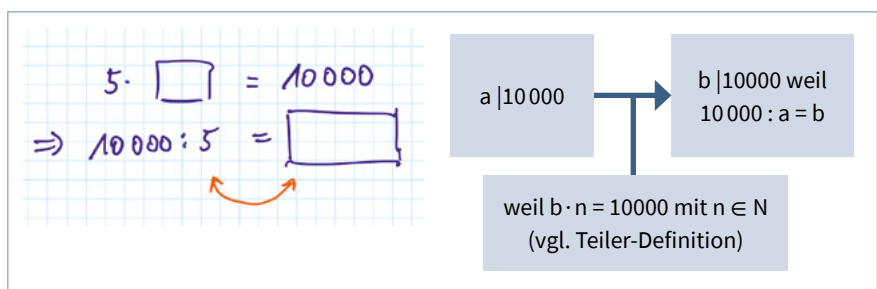 5· □ = 10000
⇒ 10000 : 5 = □
a |10 000
b |10000 weil
10 000 : a = b
weil b · n = 10000 mit n ∈ N
(vgl. Teiler-Definition)